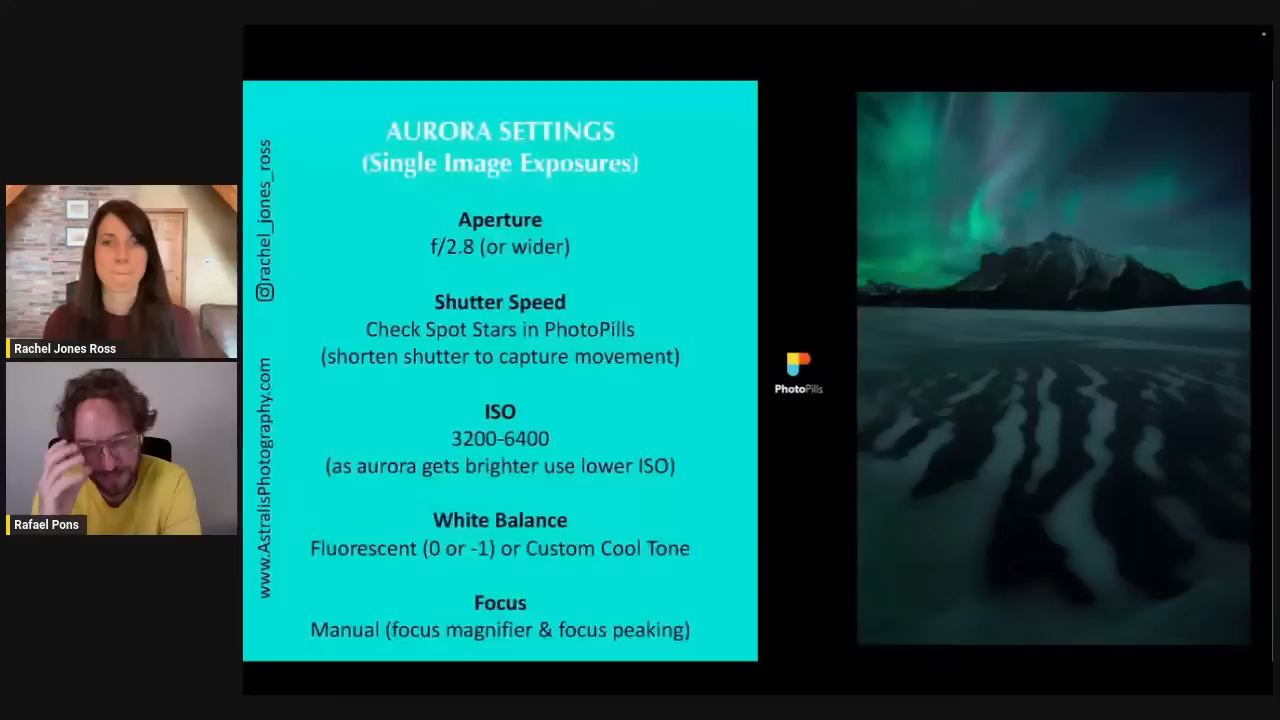 Rachel Jones Ross
Rafael Pons
rachel_jones_ross
www.AstralisPhotography.com
AURORA SETTINGS
(Single Image Exposures)
Aperture
f/2.8 (or wider)
Shutter Speed
Check Spot Stars in PhotoPills
(shorten shutter to capture movement)
ISO
3200-6400
(as aurora gets brighter use lower ISO)
White Balance
Fluorescent (0 or -1) or Custom Cool Tone
Focus
Manual (focus magnifier & focus peaking)
PhotoPills